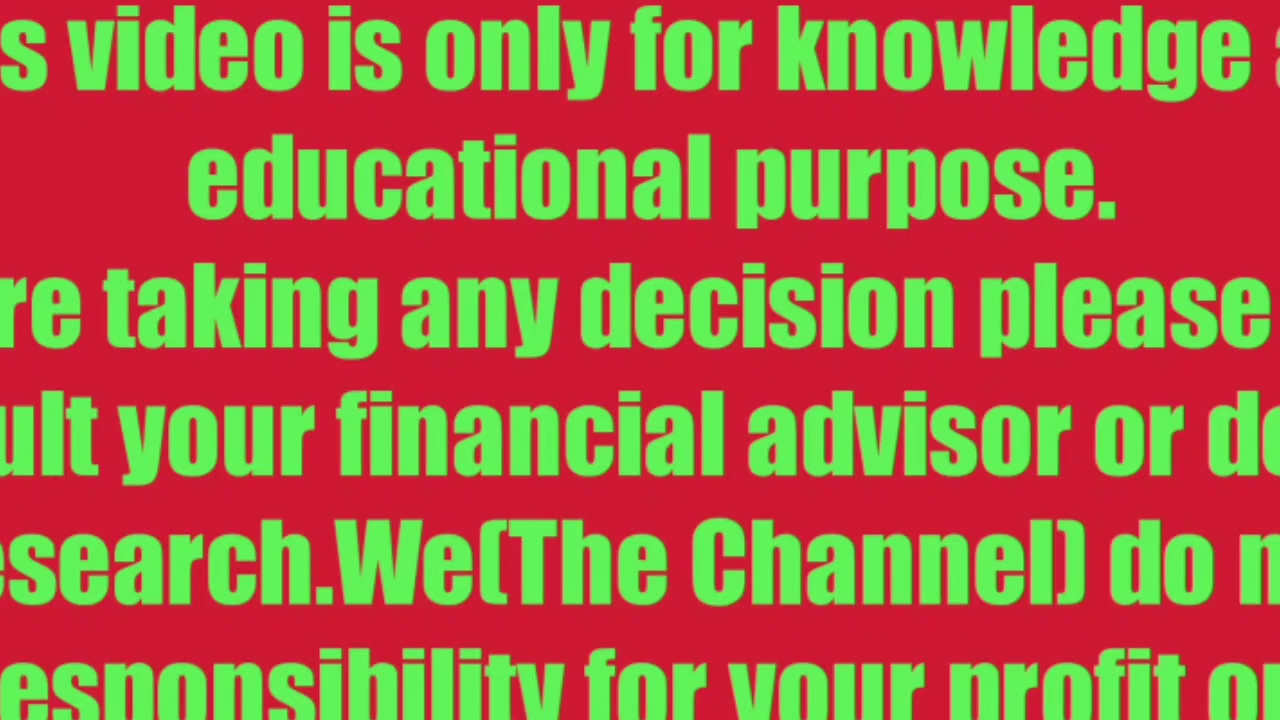 s video is only for knowledge
educational purpose.
re taking any decision please
ult your financial advisor or
esearch.We(The Channel) do
esponsibility for your profit or